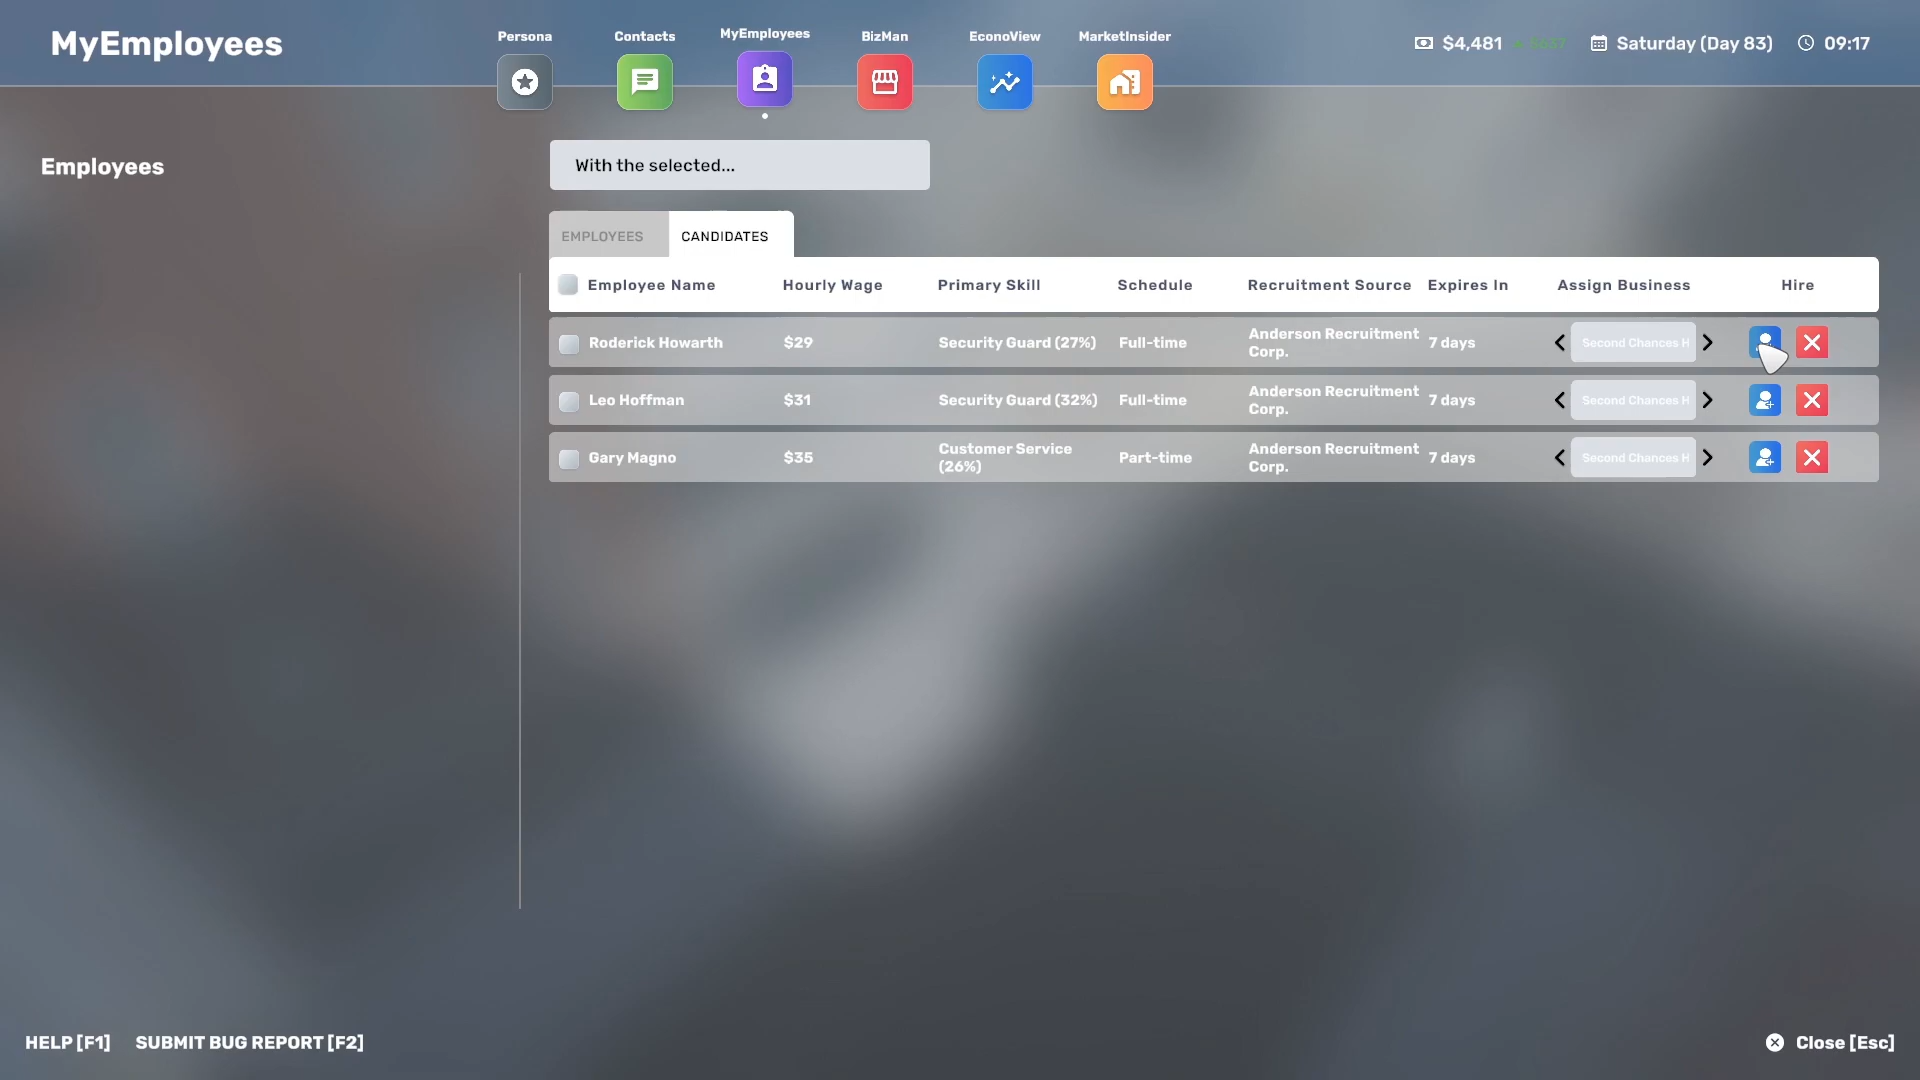 MyEmployees
Persona
Contacts
MyEmployees
BizMan
EconoView
MarketInsider
$4,481
Saturday (Day 83)
09:17
Employees
With the selected...
EMPLOYEES
CANDIDATES
Employee Name
Hourly Wage
Primary Skill
Schedule
Recruitment Source
Expires In
Assign Business
Hire
Roderick Howarth
$29
Security Guard (27%)
Full-time
Anderson Recruitment
Corp.
7 days
Second Chances H
Leo Hoffman
$31
Security Guard (32%)
Full-time
Anderson Recruitment
Corp.
7 days
Second Chances H
Gary Magno
$35
Customer Service
(26%)
Part-time
Anderson Recruitment
Corp.
7 days
Second Chances H
HELP [F1]
SUBMIT BUG REPORT [F2]
Close [Esc]